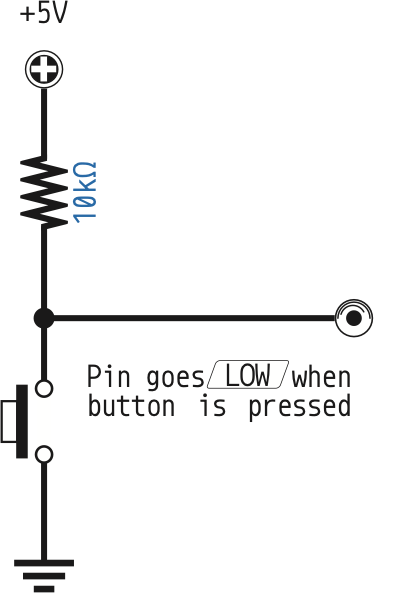 +5V
10kΩ
Pin goes LOW when
button is pressed